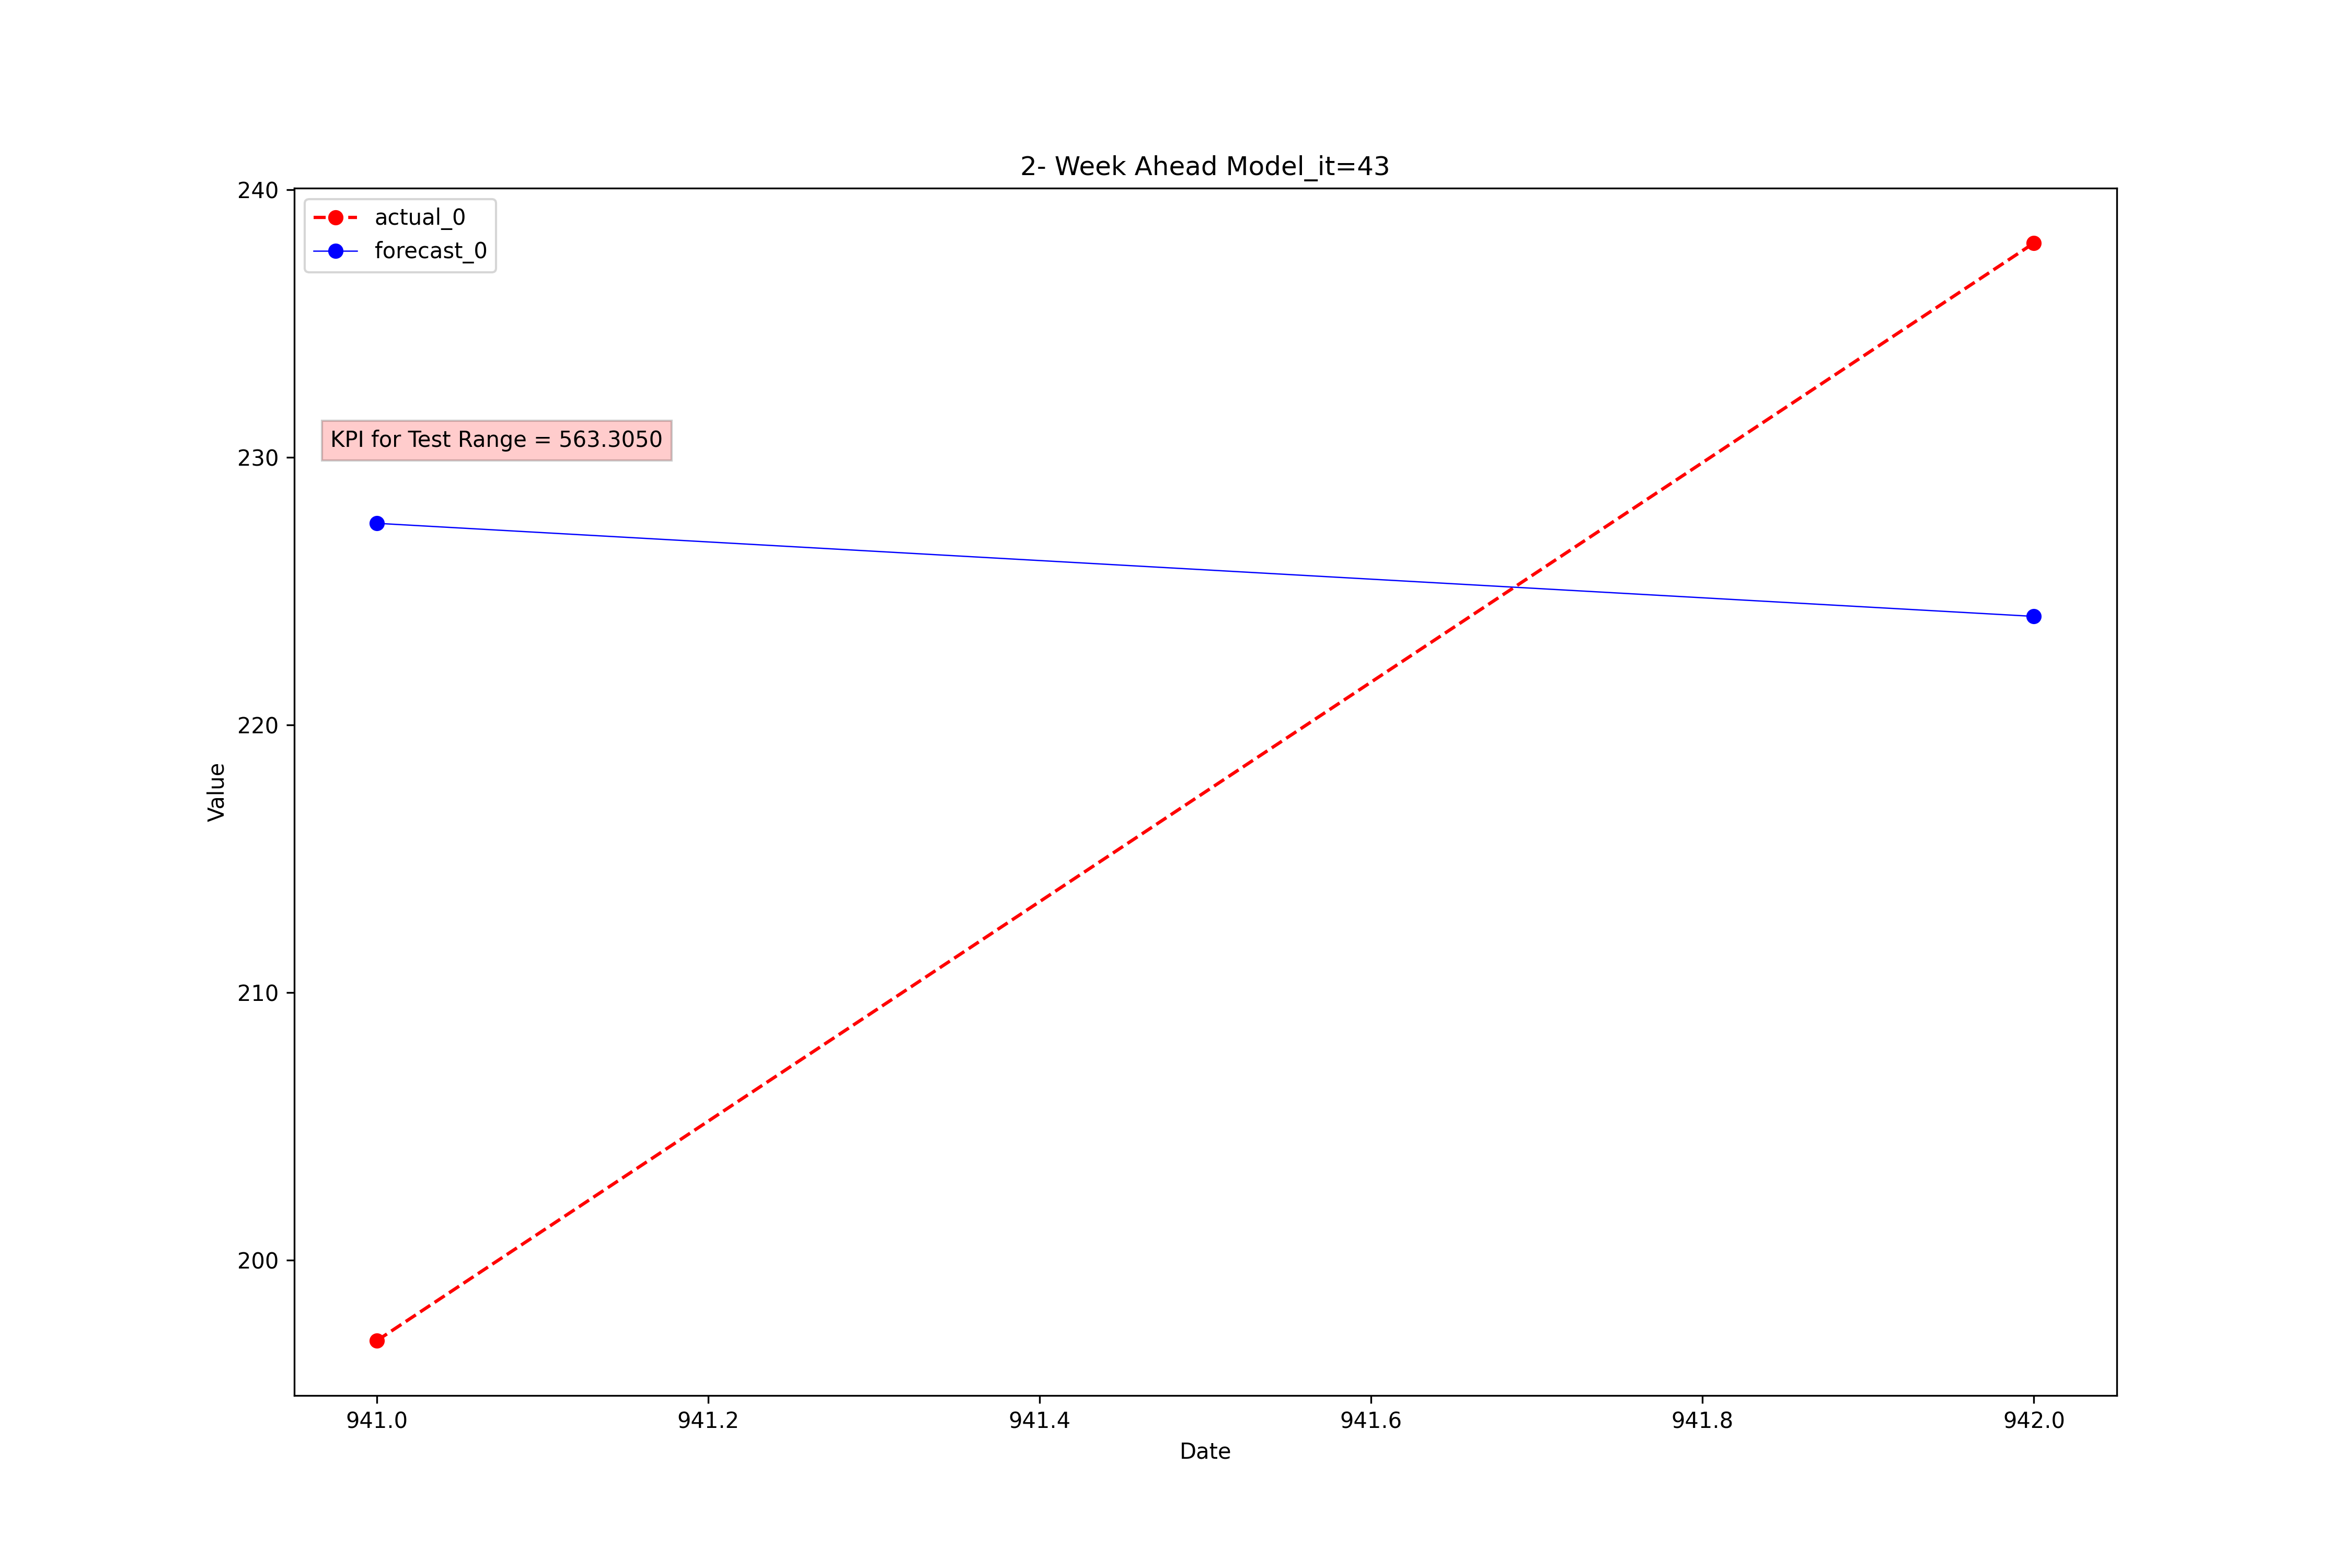 2- Week Ahead Model_it=43
actual_0
forecast_0
KPI for Test Range = 563.3050
240
230
220
210
200
Value
941.0
941.2
941.4
941.6
941.8
942.0
Date